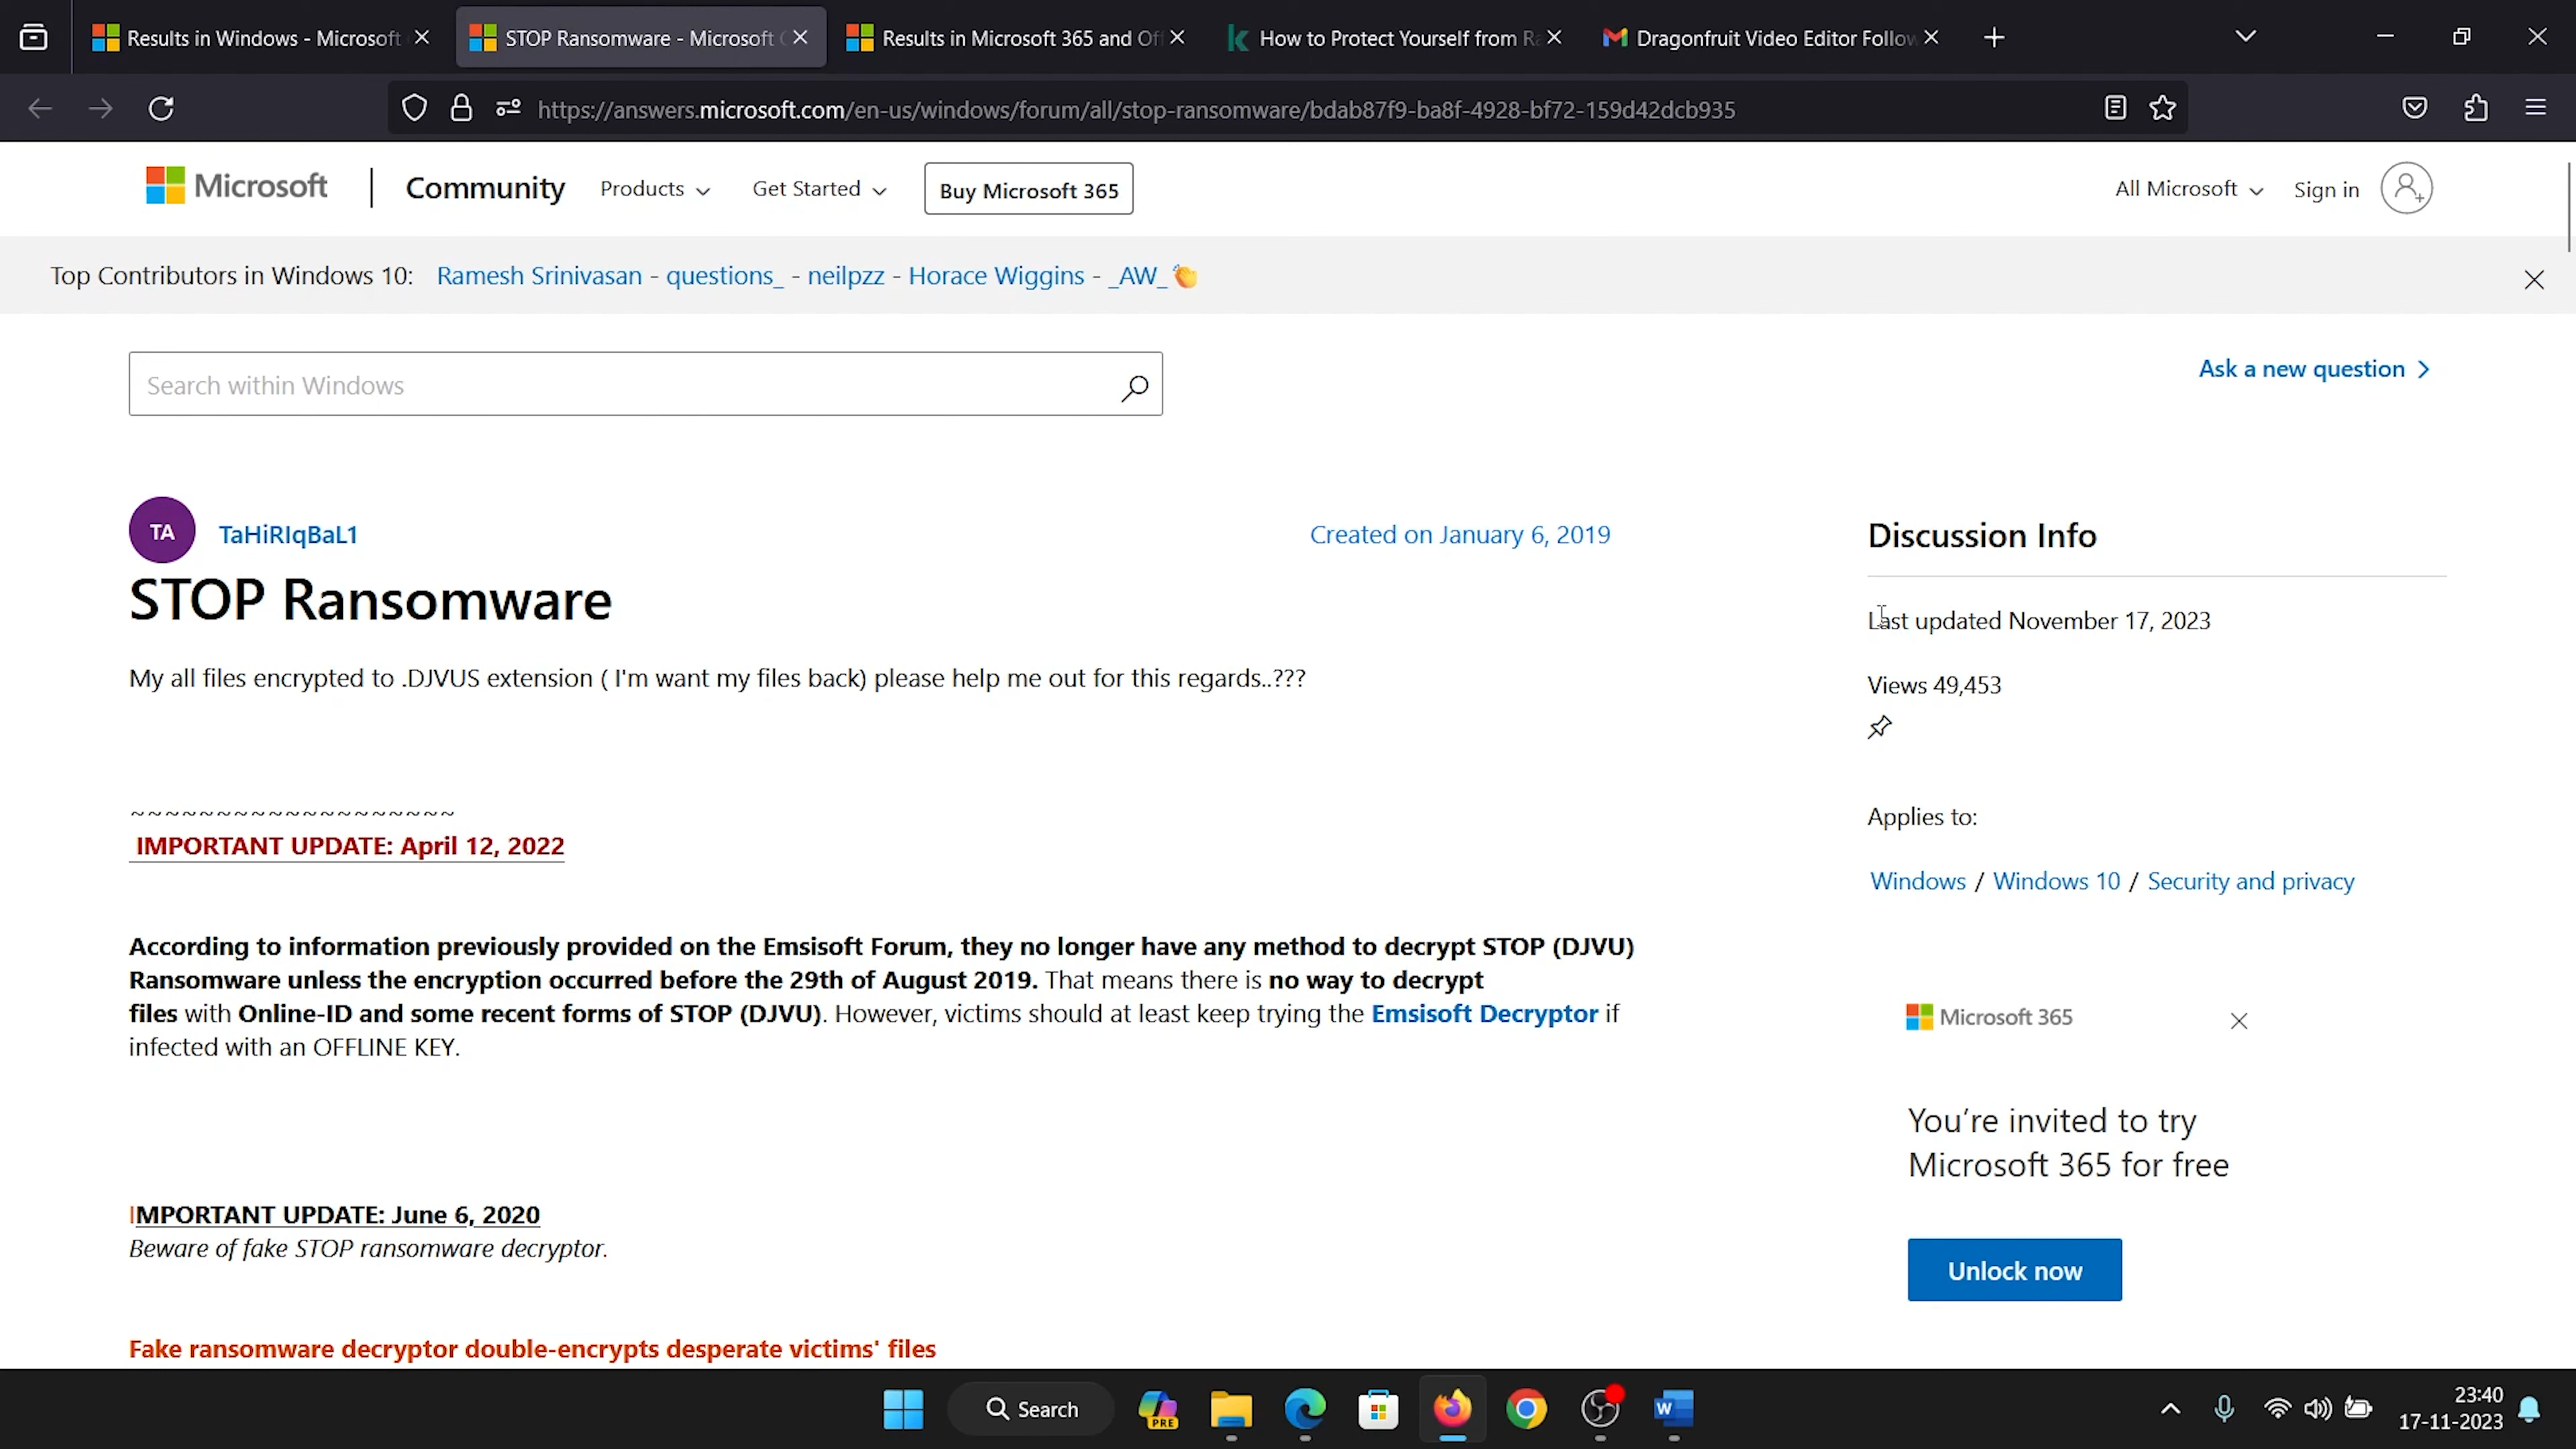 Results in Windows - Microsoft
STOP Ransomware - Microsoft
Results in Microsoft 365 and Of
How to Protect Yourself from Ra
Dragonfruit Video Editor Follow
https://answers.microsoft.com/en-us/windows/forum/all/stop-ransomware/bdab87f9-ba8f-4928-bf72-159d42dcb935
Microsoft
Community
Products
Get Started
Buy Microsoft 365
All Microsoft
Sign in
Top Contributors in Windows 10: Ramesh Srinivasan - questions_ - neilpzz - Horace Wiggins - _AW_👏
Search within Windows
Ask a new question
TA
TaHiRIqBaL1
Created on January 6, 2019
STOP Ransomware
My all files encrypted to .DJVUS extension ( I'm want my files back) please help me out for this regards..???
~~~~~~~~~~~~~~~~~~~
IMPORTANT UPDATE: April 12, 2022
According to information previously provided on the Emsisoft Forum, they no longer have any method to decrypt STOP (DJVU)
Ransomware unless the encryption occurred before the 29th of August 2019. That means there is no way to decrypt
files with Online-ID and some recent forms of STOP (DJVU). However, victims should at least keep trying the Emsisoft Decryptor if
infected with an OFFLINE KEY.
IMPORTANT UPDATE: June 6, 2020
Beware of fake STOP ransomware decryptor.
Fake ransomware decryptor double-encrypts desperate victims' files
Discussion Info
Last updated November 17, 2023
Views 49,453
Applies to:
Windows / Windows 10 / Security and privacy
Microsoft 365
You're invited to try
Microsoft 365 for free
Unlock now
Search
PRE
W
23:40
17-11-2023